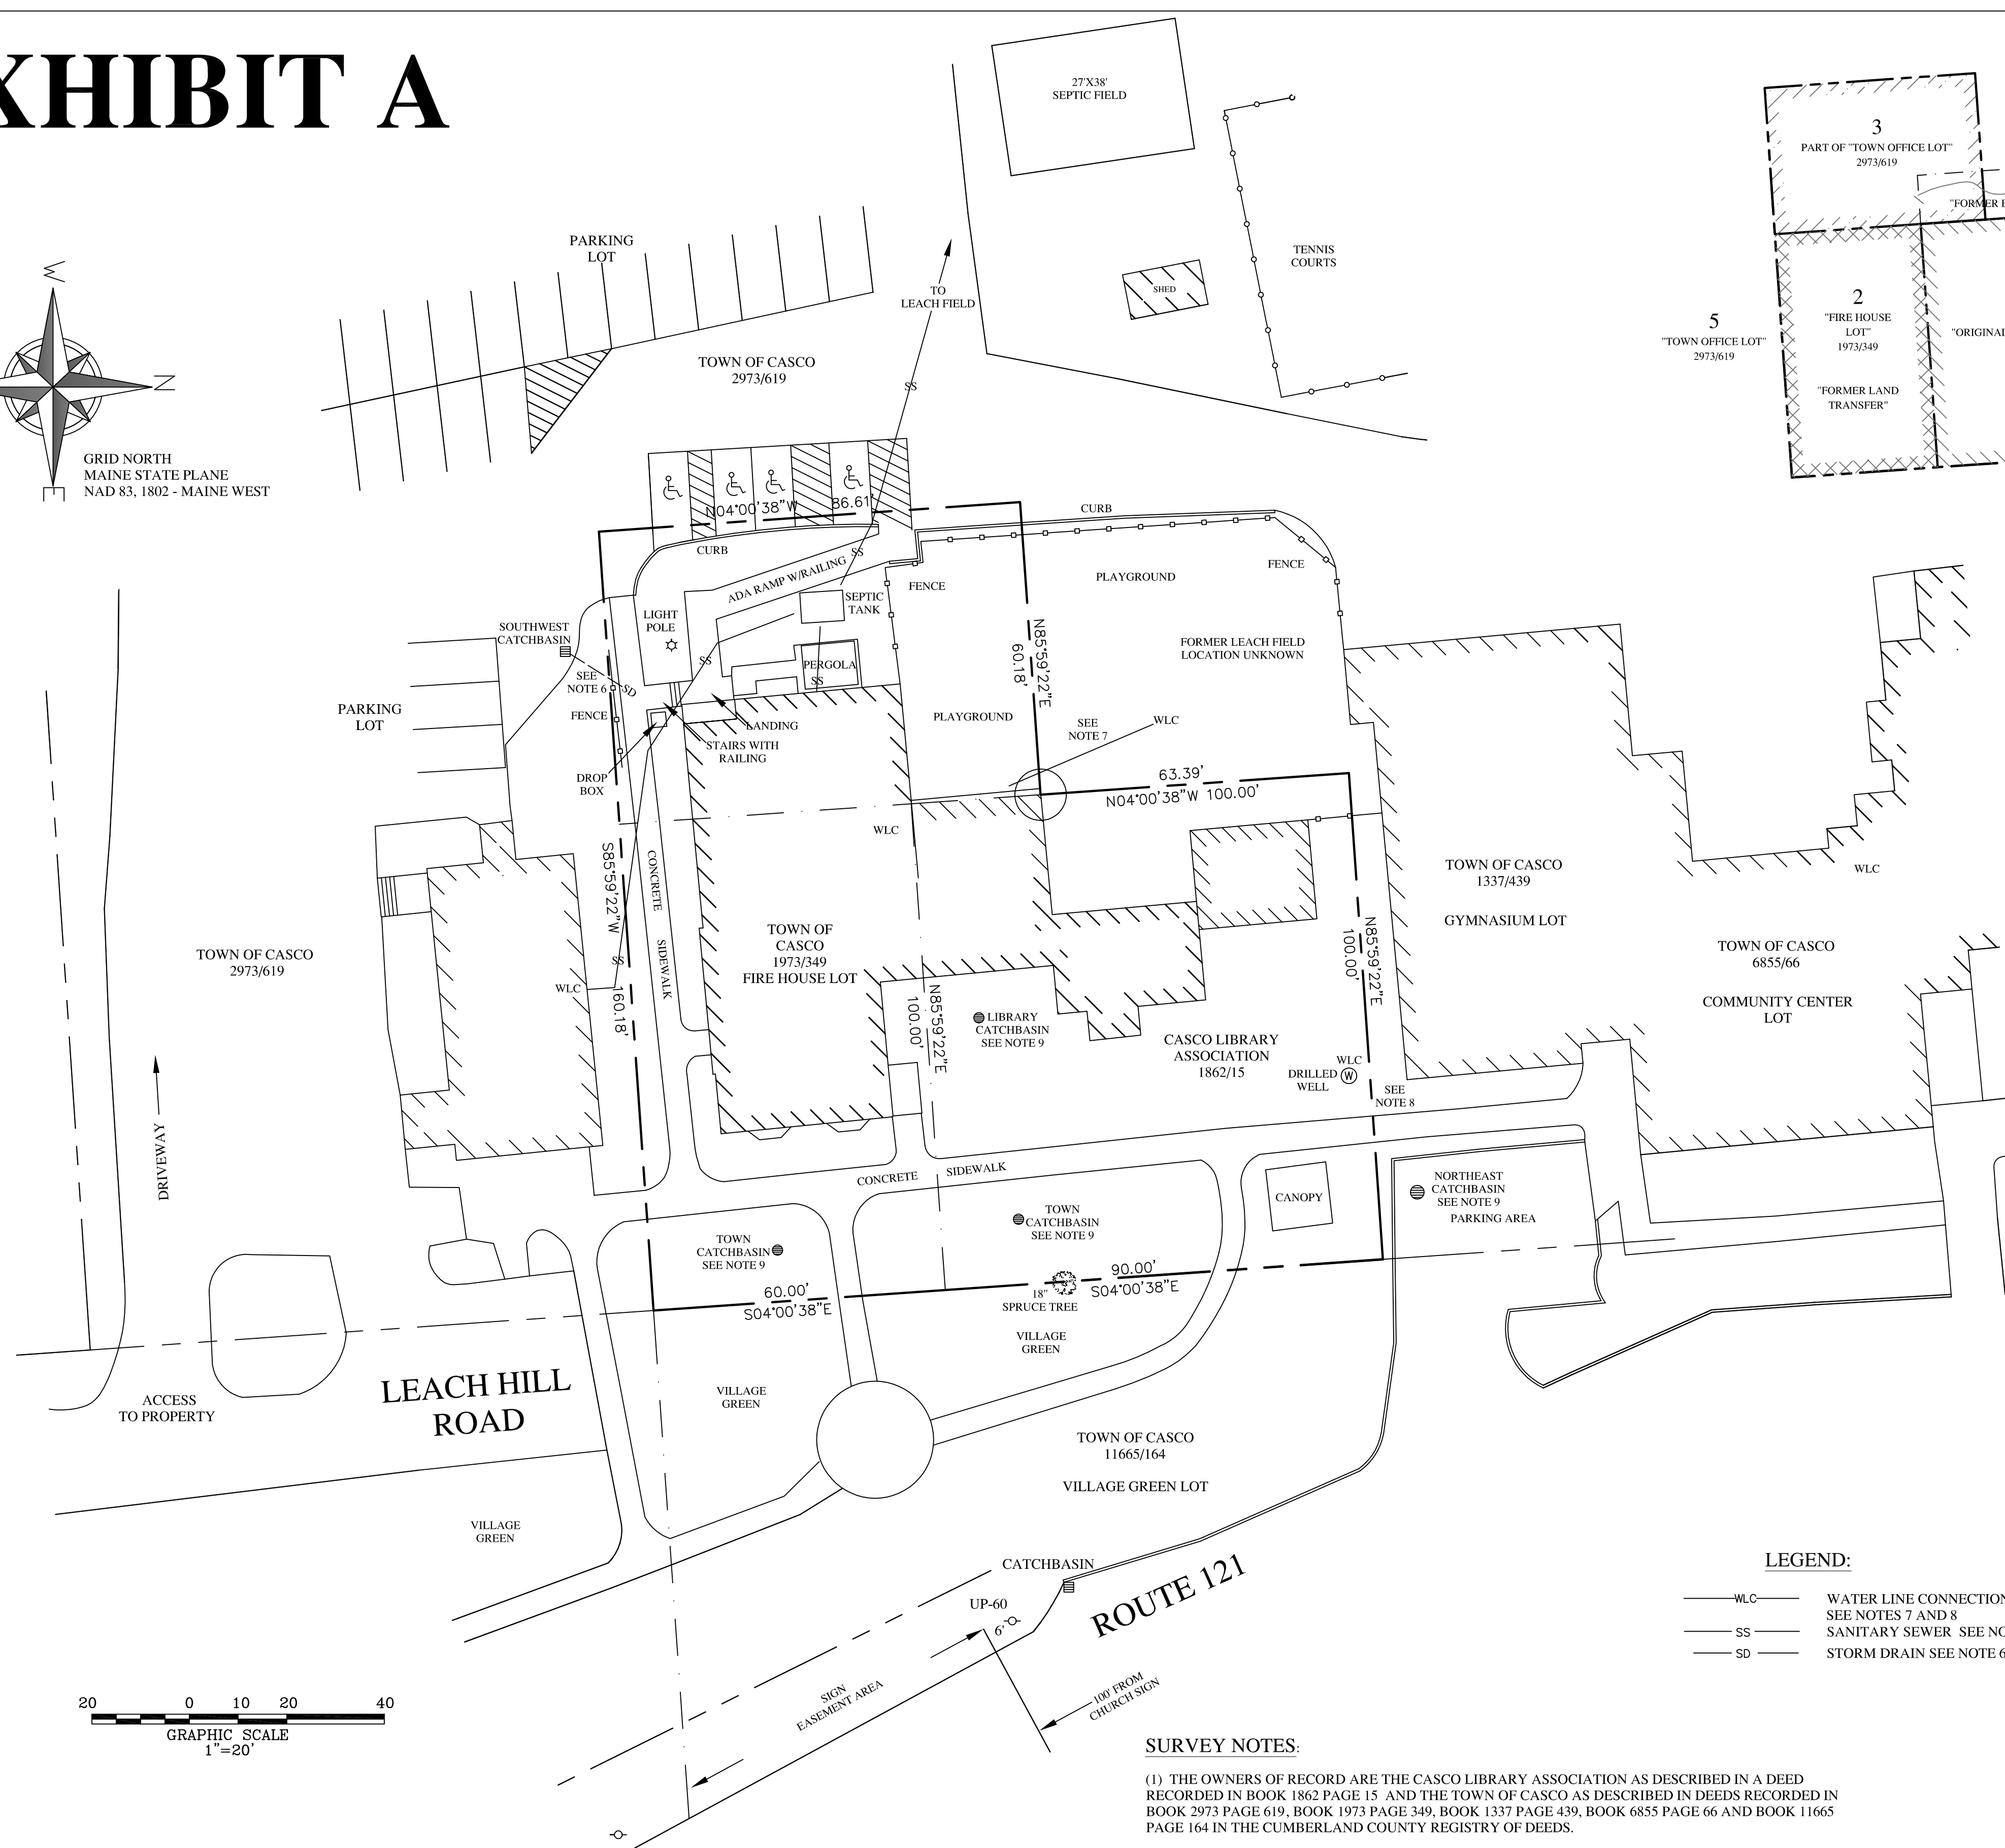 XHIBIT A
27'X38'
SEPTIC FIELD
3
PART OF "TOWN OFFICE LOT"
2973/619
"FORMER
2
"FIRE HOUSE
LOT"
1973/349
"FORMER LAND
TRANSFER"
"ORIGINAL
5
"TOWN OFFICE LOT"
2973/619
PARKING
LOT
TENNIS
COURTS
TO
LEACH FIELD
SHED
W
N
E
GRID NORTH
MAINE STATE PLANE
NAD 83, 1802 - MAINE WEST
TOWN OF CASCO
2973/619
SS
N04°00'38"W 86.61'
CURB
CURB
ADA RAMP W/RAILING
SS
FENCE
PLAYGROUND
FENCE
SEPTIC
TANK
LIGHT
POLE
SOUTHWEST
CATCHBASIN
SEE
NOTE 6
SD
SS
PERGOLA
SS
N85°59'22"E
60.18'
FORMER LEACH FIELD
LOCATION UNKNOWN
PARKING
LOT
FENCE
LANDING
STAIRS WITH
RAILING
DROP
BOX
PLAYGROUND
SEE
NOTE 7
WLC
63.39'
N04°00'38"W 100.00'
WLC
S85°59'22"W
160.18'
CONCRETE
SIDEWALK
SS
WLC
TOWN OF CASCO
2973/619
TOWN OF
CASCO
1973/349
FIRE HOUSE LOT
N85°59'22"E
100.00'
LIBRARY
CATCHBASIN
SEE NOTE 9
CASCO LIBRARY
ASSOCIATION
1862/15
N85°59'22"E
100.00'
WLC
DRILLED
WELL
W
SEE
NOTE 8
TOWN OF CASCO
1337/439
GYMNASIUM LOT
WLC
TOWN OF CASCO
6855/66
COMMUNITY CENTER
LOT
DRIVEWAY
CONCRETE SIDEWALK
CANOPY
NORTHEAST
CATCHBASIN
SEE NOTE 9
PARKING AREA
TOWN
CATCHBASIN
SEE NOTE 9
TOWN
CATCHBASIN
SEE NOTE 9
60.00'
S04°00'38"E
90.00'
S04°00'38"E
18"
SPRUCE TREE
VILLAGE
GREEN
VILLAGE
GREEN
ACCESS
TO PROPERTY
LEACH HILL
ROAD
TOWN OF CASCO
11665/164
VILLAGE GREEN LOT
VILLAGE
GREEN
CATCHBASIN
UP-60
6'
ROUTE 121
SIGN
EASEMENT AREA
100' FROM
CHURCH SIGN
LEGEND:
WLC WATER LINE CONNECTION
SEE NOTES 7 AND 8
SS SANITARY SEWER SEE
SD STORM DRAIN SEE NOTE 6
20 0 10 20 40
GRAPHIC SCALE
1"=20'
SURVEY NOTES:
(1) THE OWNERS OF RECORD ARE THE CASCO LIBRARY ASSOCIATION AS DESCRIBED IN A DEED
RECORDED IN BOOK 1862 PAGE 15 AND THE TOWN OF CASCO AS DESCRIBED IN DEEDS RECORDED IN
BOOK 2973 PAGE 619, BOOK 1973 PAGE 349, BOOK 1337 PAGE 439, BOOK 6855 PAGE 66 AND BOOK 11665
PAGE 164 IN THE CUMBERLAND COUNTY REGISTRY OF DEEDS.